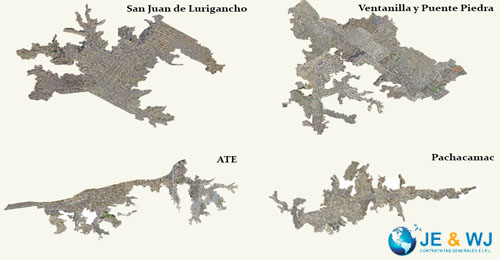 San Juan de Lurigancho
Ventanilla y Puente Piedra
ATE
Pachacamac
JE & WJ
CONTRATISTAS GENERALES E.I.R.L.